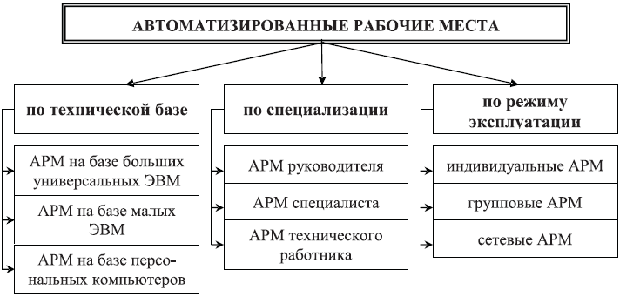 АВТОМАТИЗИРОВАННЫЕ РАБОЧИЕ МЕСТА
по технической базе
АРМ на базе больших
универсальных ЭВМ
АРМ на базе малых
ЭВМ
АРМ на базе персо-
нальных компьютеров
по специализации
АРМ руководителя
АРМ специалиста
АРМ технического
работника
по режиму
эксплуатации
индивидуальные АРМ
групповые АРМ
сетевые АРМ